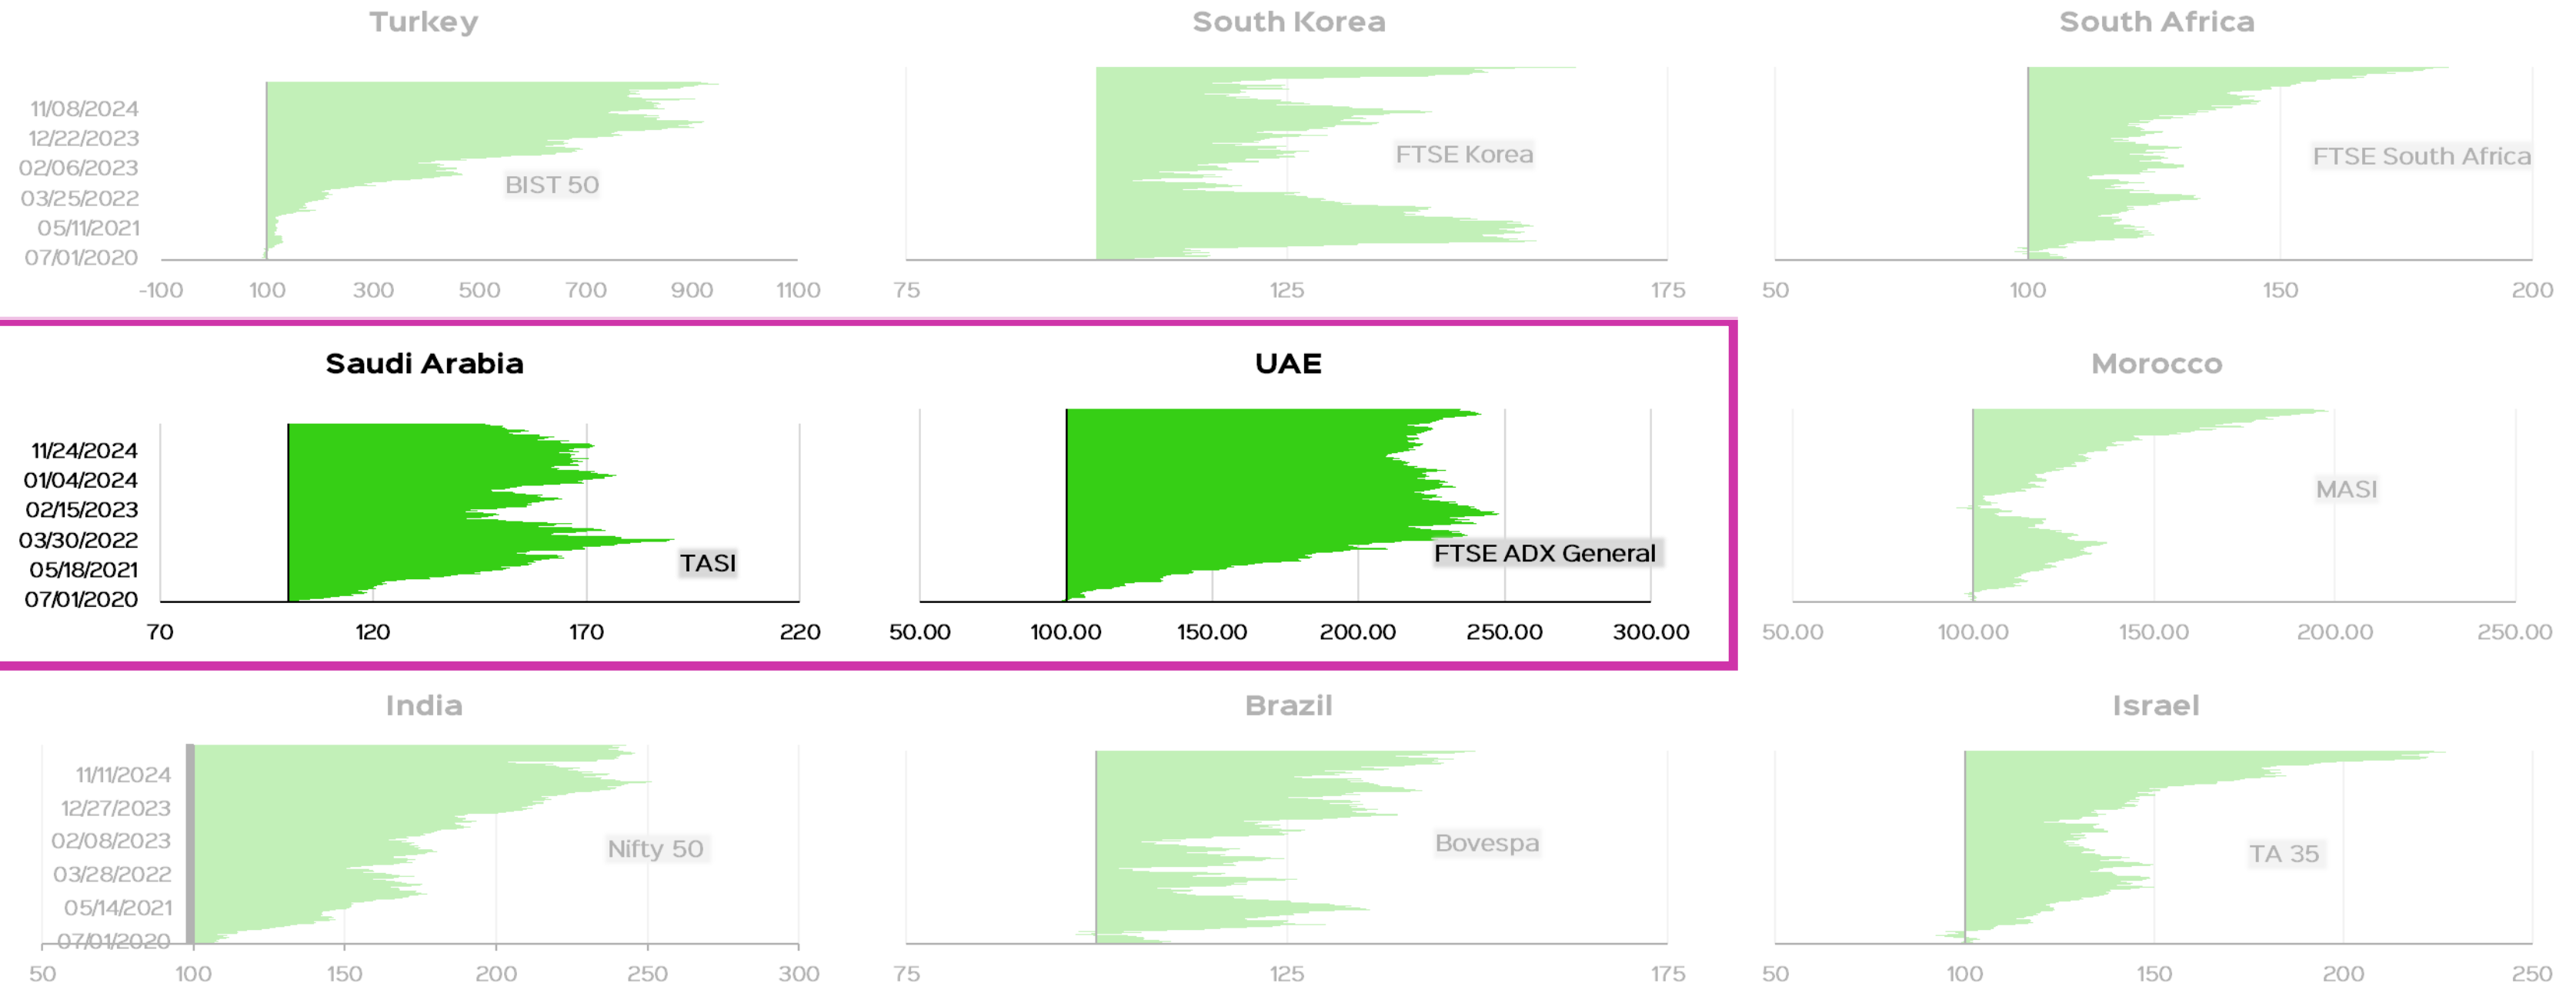 Turkey
11/08/2024
12/22/2023
02/06/2023
03/25/2022
05/11/2021
07/01/2020
BIST 50
-100 100 300 500 700 900 1100
South Korea
FTSE Korea
75 125 175
South Africa
FTSE South Africa
50 100 150 200
Saudi Arabia
11/24/2024
01/04/2024
02/15/2023
03/30/2022
05/18/2021
07/01/2020
TASI
70 120 170 220
UAE
FTSE ADX General
50.00 100.00 150.00 200.00 250.00 300.00
Morocco
MASI
50.00 100.00 150.00 200.00 250.00
India
11/11/2024
12/27/2023
02/08/2023
03/28/2022
05/14/2021
07/01/2020
Nifty 50
50 100 150 200 250 300
Brazil
Bovespa
75 125 175
Israel
TA 35
50 100 150 200 250